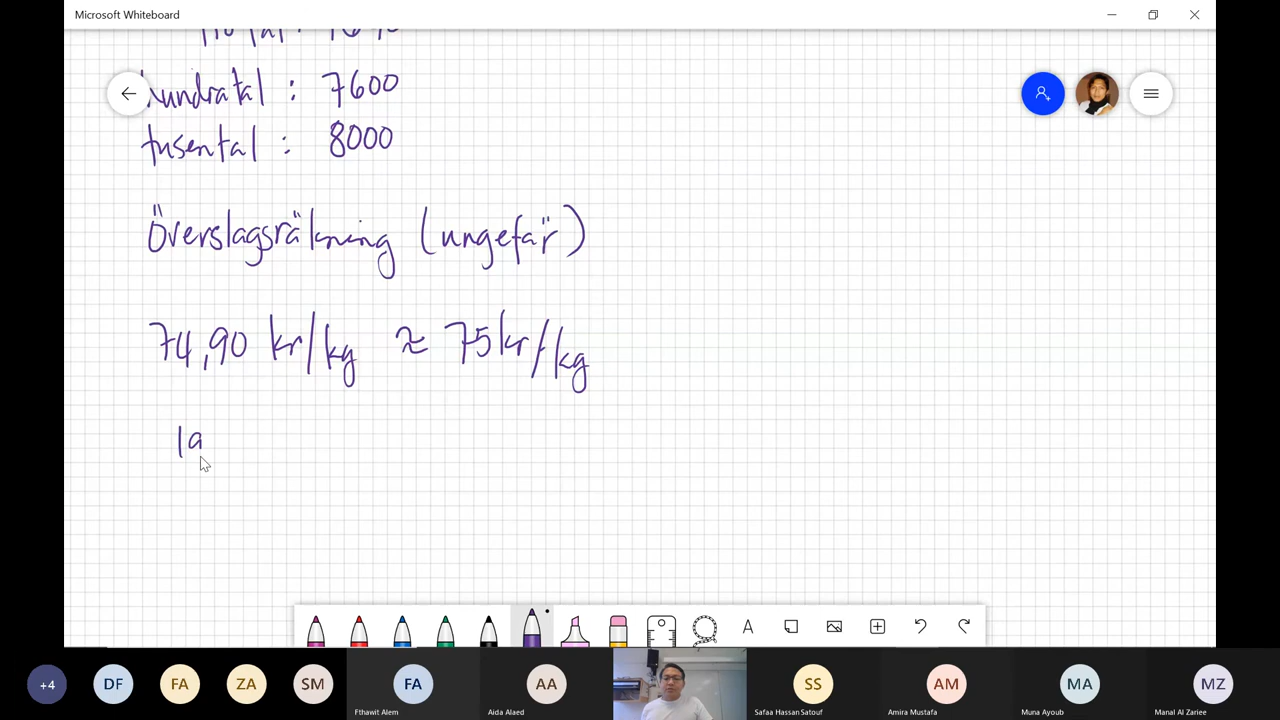 Microsoft Whiteboard
hundratal : 7600
tusental : 8000
Överslagsräkning (ungefär)
74,90 kr/kg ≈ 75kr/kg
1a
A
+4 DF FA ZA SM FA AA SS AM MA MZ
Fthawit Alem Aida Alaed Safaa Hassan Satouf Amira Mustafa Muna Ayoub Manal Al Zariee